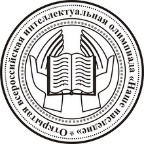 Открытая всероссийская интеллектуальная олимпиада «Наше наследие»